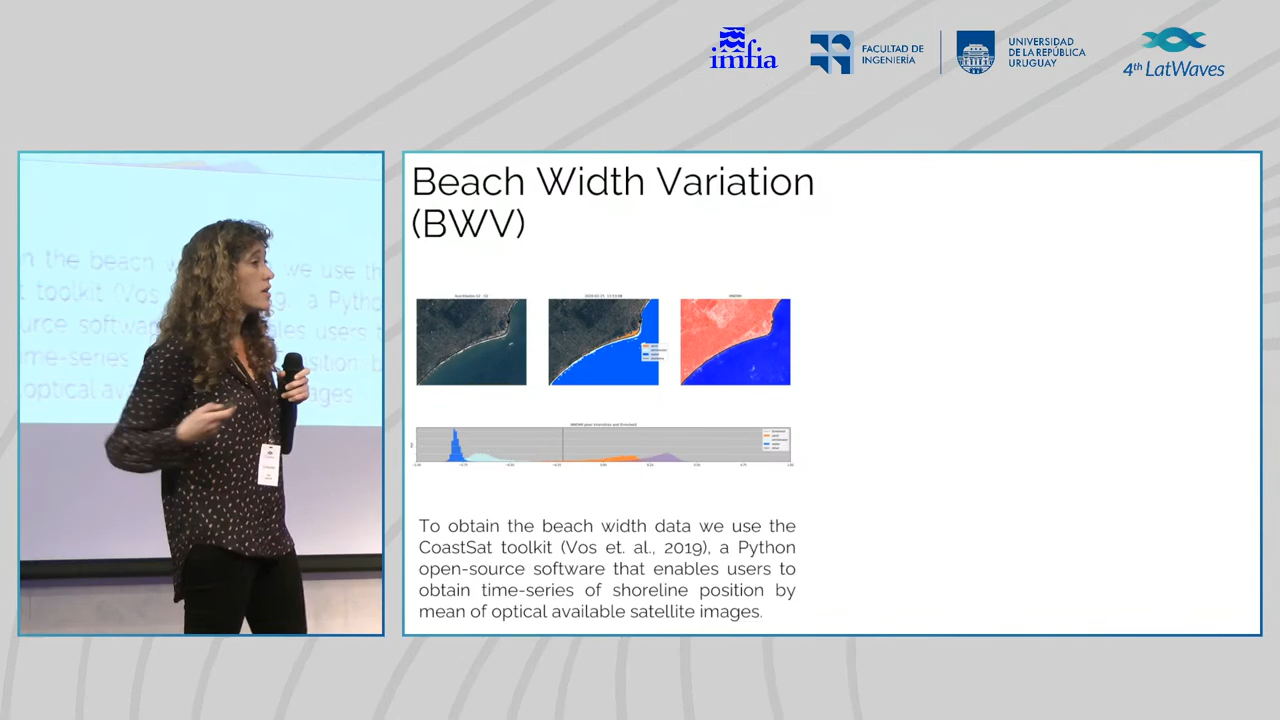 imfia
FACULTAD DE
INGENIERÍA
UNIVERSIDAD
DE LA REPÚBLICA
URUGUAY
4th LatWaves
Beach Width Variation
(BWV)
To obtain the beach width data we use the
CoastSat toolkit (Vos et. al., 2019), a Python
open-source software that enables users to
obtain time-series of shoreline position by
mean of optical available satellite images.